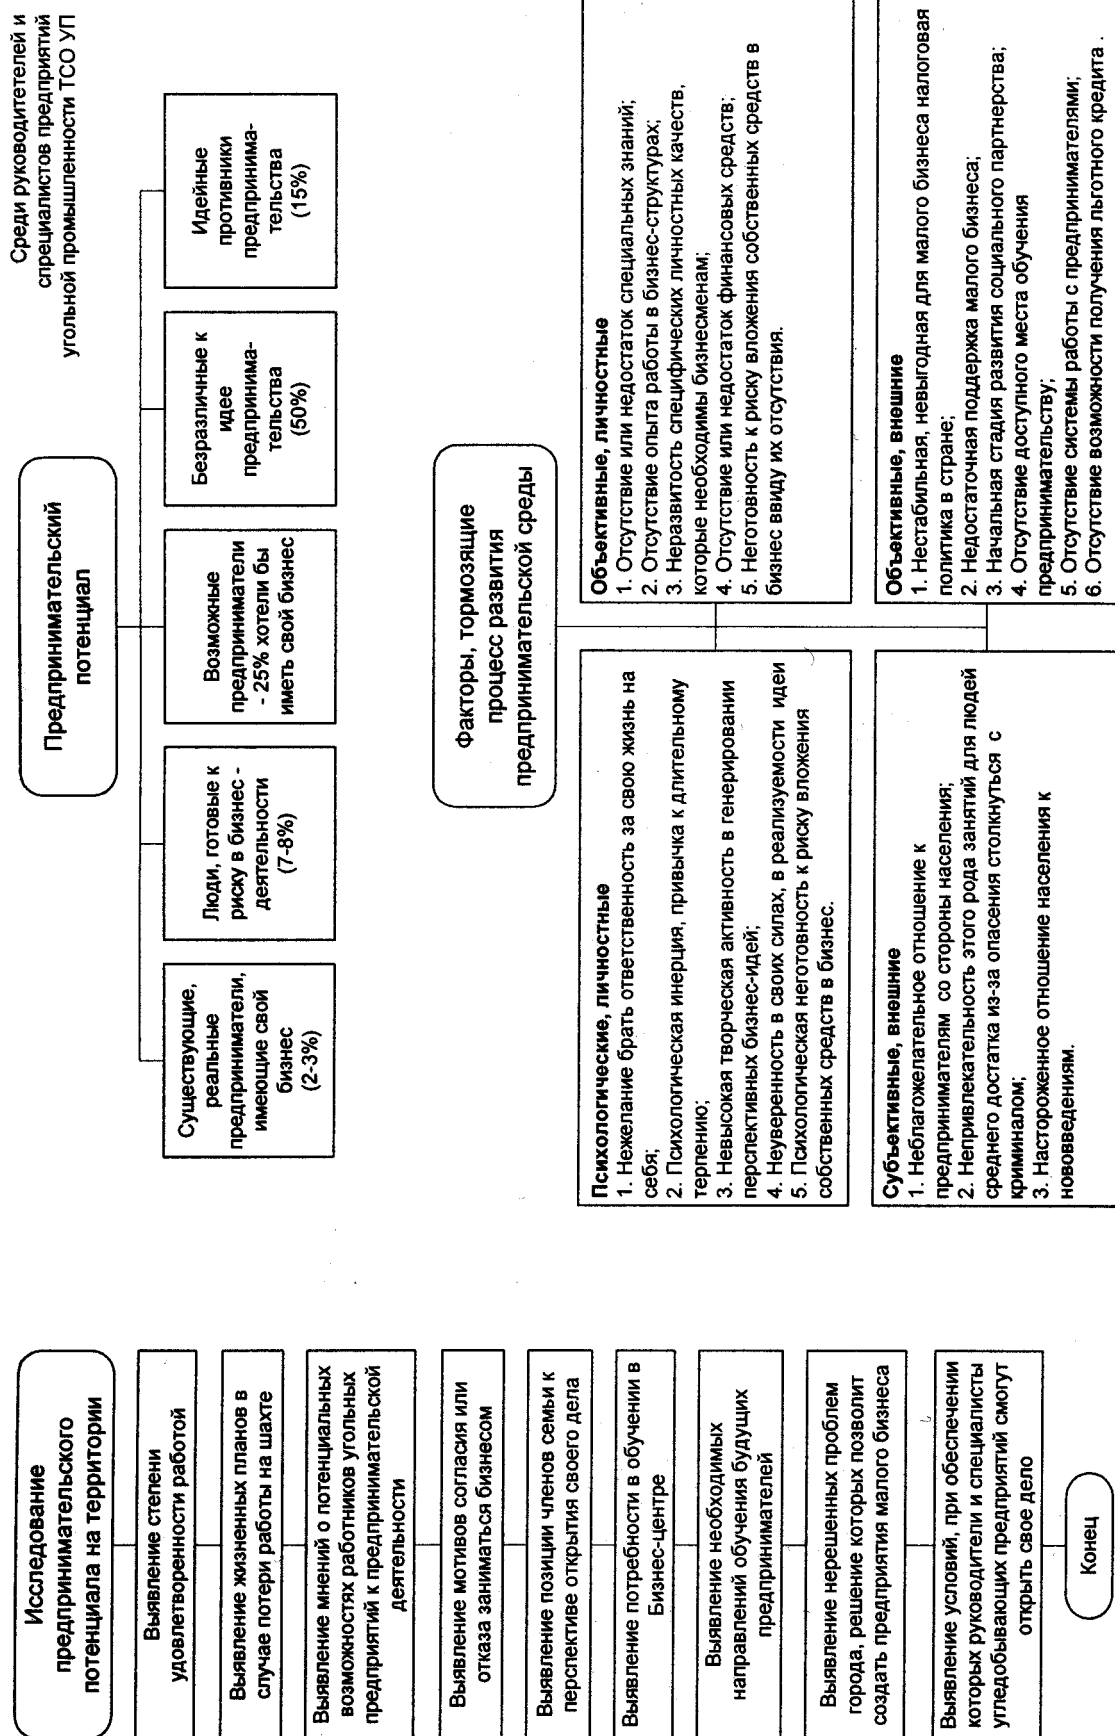 Исследование
предпринимательского
потенциала на территории
Выявление степени
удовлетворенности работой
Выявление жизненных планов в
случае потери работы на шахте
Выявление мнений о потенциальных
возможностях работников угольных
предприятий к предпринимательской
деятельности
Выявление мотивов согласия или
отказа заниматься бизнесом
Выявление позиции членов семьи к
перспективе открытия своего дела
Выявление потребности в обучении в
Бизнес-центре
Выявление необходимых
направлений обучения будущих
предпринимателей
Выявление нерешенных проблем
города, решение которых позволит
создать предприятия малого бизнеса
Выявление условий, при обеспечении
которых руководители и специалисты
угледобывающих предприятий смогут
открыть свое дело
Конец
Предпринимательский
потенциал
Среди руководитетелей и
спрециалистов предприятий
угольной промышленности ТСО УП
Существующие,
реальные
предприниматели,
имеющие свой
бизнес
(2-3%)
Люди, готовые к
риску в бизнес -
деятельности
(7-8%)
Возможные
предприниматели
- 25% хотели бы
иметь свой бизнес
Безразличные к
идее
предпринима-
тельства
(50%)
Идейные
противники
предпринима-
тельства
(15%)
Факторы, тормозящие
процесс развития
предпринимательской среды
Психологические, личностные
1. Нежелание брать ответственность за свою жизнь на
себя;
2. Психологическая инерция, привычка к длительному
терпению;
3. Невысокая творческая активность в генерировании
перспективных бизнес-идей;
4. Неуверенность в своих силах, в реализуемости идеи
5. Психологическая неготовность к риску вложения
собственных средств в бизнес.
Объективные, личностные
1. Отсутствие или недостаток специальных знаний;
2. Отсутствие опыта работы в бизнес-структурах;
3. Неразвитость специфических личностных качеств,
которые необходимы бизнесменам;
4. Отсутствие или недостаток финансовых средств;
5. Неготовность к риску вложения собственных средств в
бизнес ввиду их отсутствия.
Субъективные, внешние
1. Неблагожелательное отношение к
предпринимателям со стороны населения;
2. Непривлекательность этого рода занятий для людей
среднего достатка из-за опасения столкнуться с
криминалом;
3. Настороженное отношение населения к
нововведениям.
Объективные, внешние
1. Нестабильная, невыгодная для малого бизнеса налоговая
политика в стране;
2. Недостаточная поддержка малого бизнеса;
3. Начальная стадия развития социального партнерства;
4. Отсутствие доступного места обучения
предпринимательству;
5. Отсутствие системы работы с предпринимателями;
6. Отсутствие возможности получения льготного кредита .